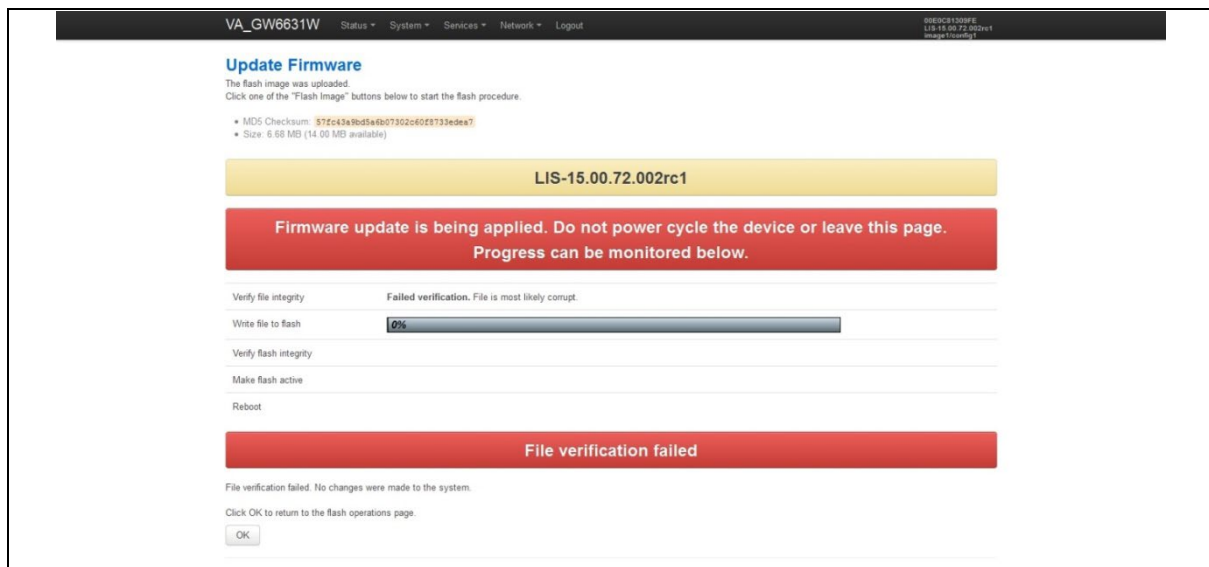 VA_GW6631W Status System Services Network Logout
00E0C81309FE
LIS-15.00.72.002rc1
image1/config1
Update Firmware
The flash image was uploaded.
Click one of the "Flash Image" buttons below to start the flash procedure.
MD5 Checksum: 57fc43a9bd5a6b07302c60f8733edea7
Size: 6.68 MB (14.00 MB available)
LIS-15.00.72.002rc1
Firmware update is being applied. Do not power cycle the device or leave this page.
Progress can be monitored below.
Verify file integrity Failed verification. File is most likely corrupt.
Write file to flash 0%
Verify flash integrity
Make flash active
Reboot
File verification failed
File verification failed. No changes were made to the system.
Click OK to return to the flash operations page.
OK